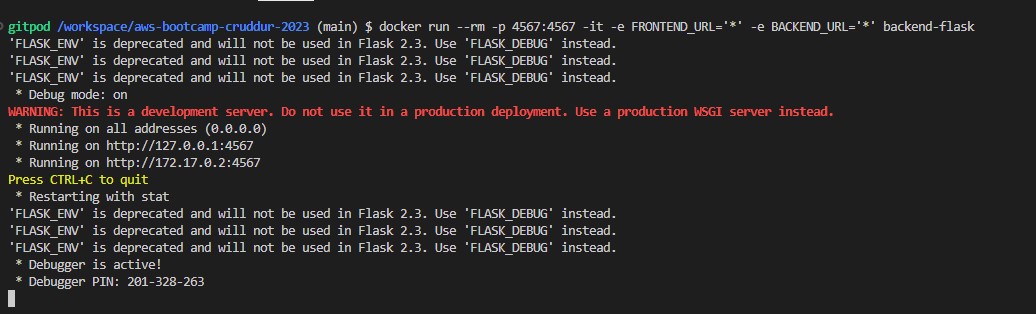 gitpod /workspace/aws-bootcamp-cruddur-2023 (main) $ docker run --rm -p 4567:4567 -it -e FRONTEND_URL='*' -e BACKEND_URL='*' backend-flask
'FLASK_ENV' is deprecated and will not be used in Flask 2.3. Use 'FLASK_DEBUG' instead.
'FLASK_ENV' is deprecated and will not be used in Flask 2.3. Use 'FLASK_DEBUG' instead.
'FLASK_ENV' is deprecated and will not be used in Flask 2.3. Use 'FLASK_DEBUG' instead.
 * Debug mode: on
WARNING: This is a development server. Do not use it in a production deployment. Use a production WSGI server instead.
 * Running on all addresses (0.0.0.0)
 * Running on http://127.0.0.1:4567
 * Running on http://172.17.0.2:4567
Press CTRL+C to quit
 * Restarting with stat
'FLASK_ENV' is deprecated and will not be used in Flask 2.3. Use 'FLASK_DEBUG' instead.
'FLASK_ENV' is deprecated and will not be used in Flask 2.3. Use 'FLASK_DEBUG' instead.
'FLASK_ENV' is deprecated and will not be used in Flask 2.3. Use 'FLASK_DEBUG' instead.
 * Debugger is active!
 * Debugger PIN: 201-328-263